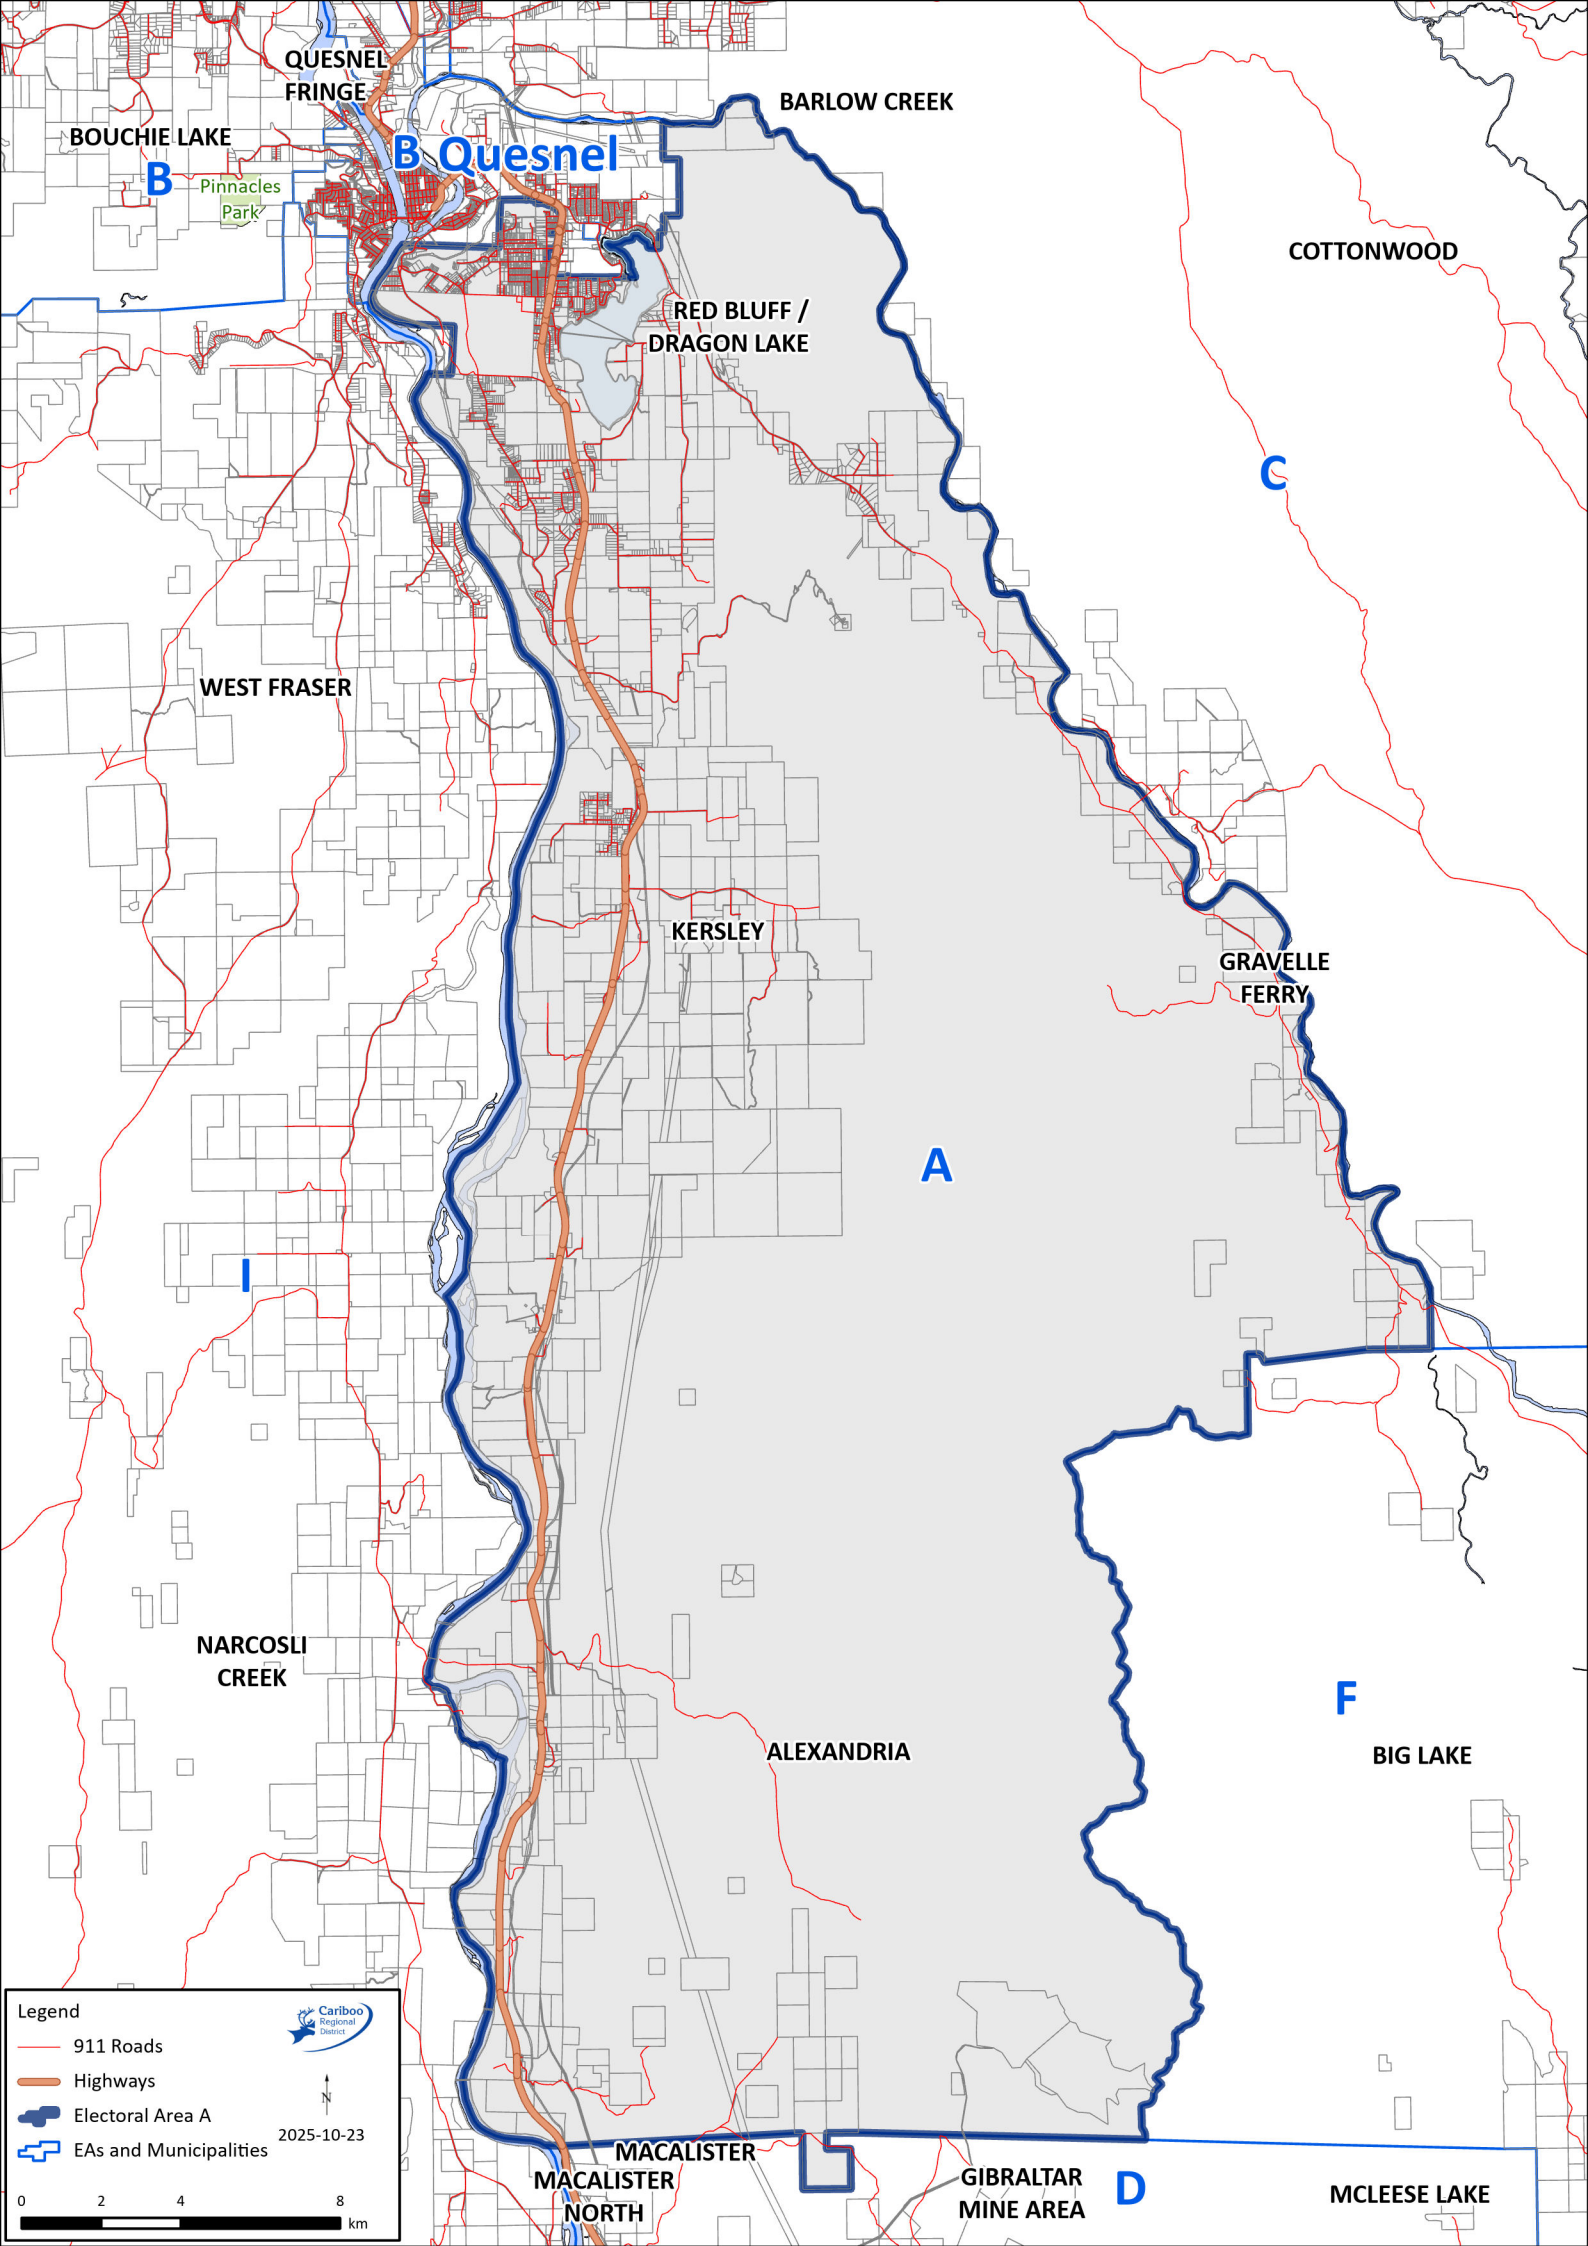 QUESNEL
FRINGE
BARLOW CREEK
BOUCHIE LAKE
B
B Quesnel
Pinnacles
Park
COTTONWOOD
RED BLUFF /
DRAGON LAKE
C
WEST FRASER
KERSLEY
GRAVELLE
FERRY
A
I
NARCOSLI
CREEK
F
ALEXANDRIA
BIG LAKE
Legend
Cariboo
Regional
District
911 Roads
Highways
Electoral Area A
EAs and Municipalities
N
2025-10-23
0 2 4 8
km
MACALISTER
MACALISTER
NORTH
GIBRALTAR
MINE AREA
D
MCLEESE LAKE